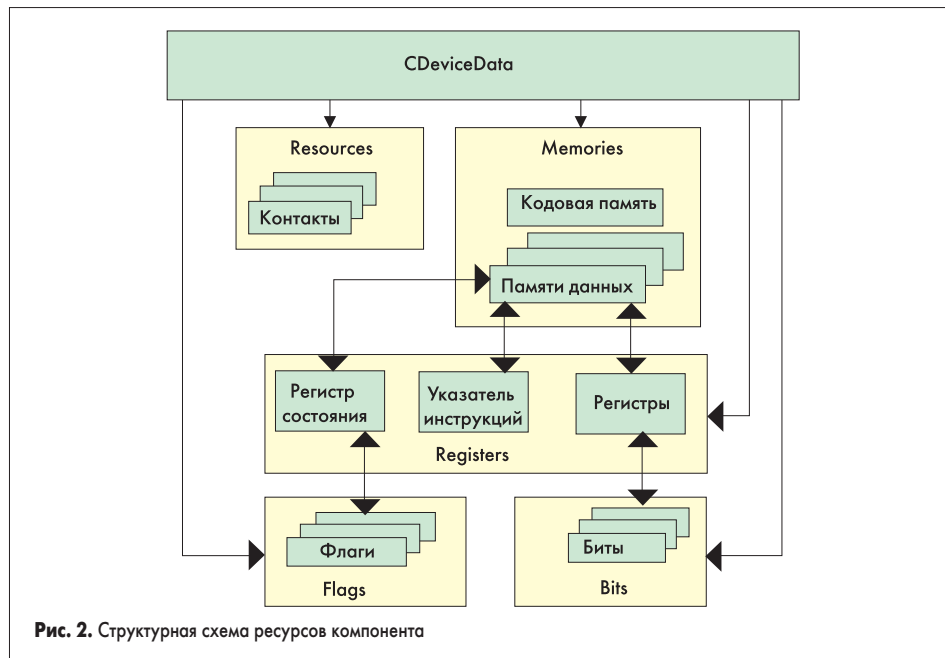 CDeviceData
Resources
Контакты
Memories
Кодовая память
Памяти данных
Регистр
состояния
Указатель
инструкций
Регистры
Registers
Флаги
Flags
Биты
Bits
Рис. 2. Структурная схема ресурсов компонента